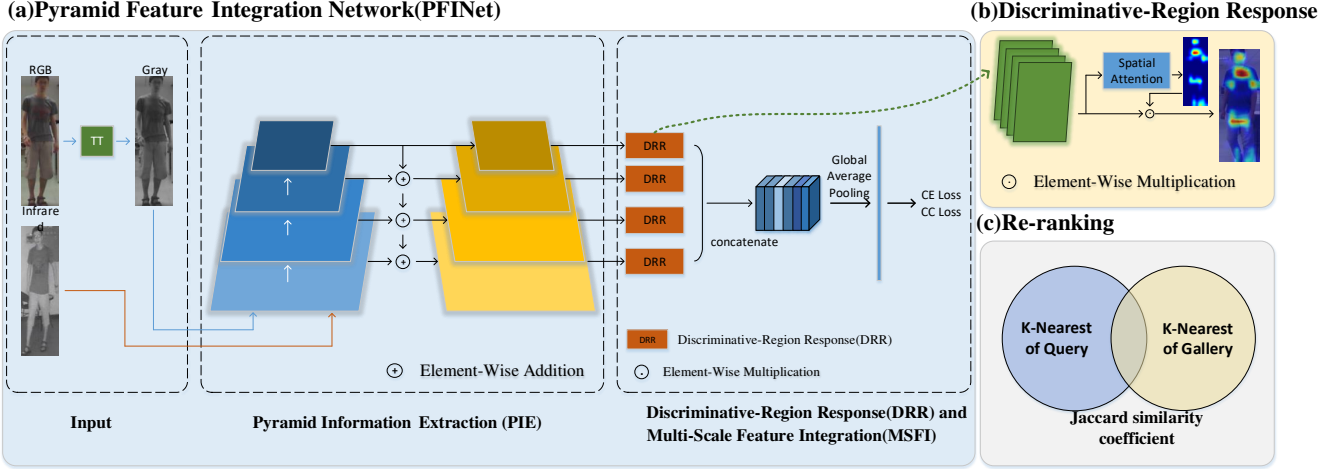 (a)Pyramid Feature Integration Network(PFINet)
RGB
Gray
TT
Infrare
d
Input
Element-Wise Addition
Pyramid Information Extraction (PIE)
DRR
DRR
DRR
DRR
concatenate
Global
Average
Pooling
CE Loss
CC Loss
DRR
Discriminative-Region Response(DRR)
Element-Wise Multiplication
Discriminative-Region Response(DRR) and
Multi-Scale Feature Integration(MSFI)
(b)Discriminative-Region Response
Spatial
Attention
Element-Wise Multiplication
(c)Re-ranking
K-Nearest
of Query
K-Nearest
of Gallery
Jaccard similarity
coefficient